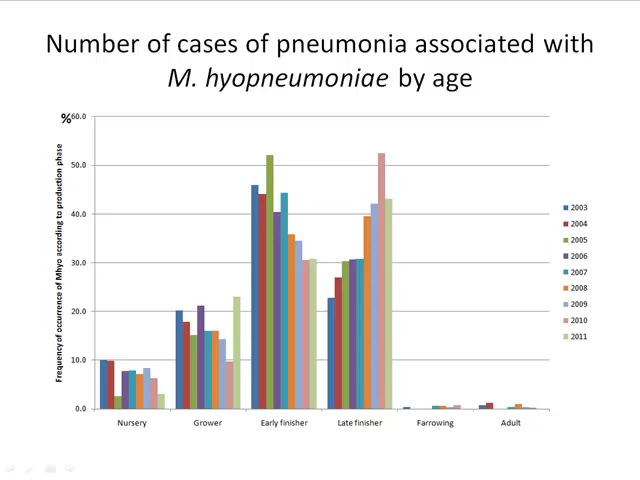 Number of cases of pneumonia associated with
M. hyopneumoniae by age
%
60.0
50.0
40.0
30.0
20.0
10.0
0.0
Frequency of occurrence of Mhyo according to production phase
Nursery
Grower
Early finisher
Late finisher
Farrowing
Adult
2003
2004
2005
2006
2007
2008
2009
2010
2011